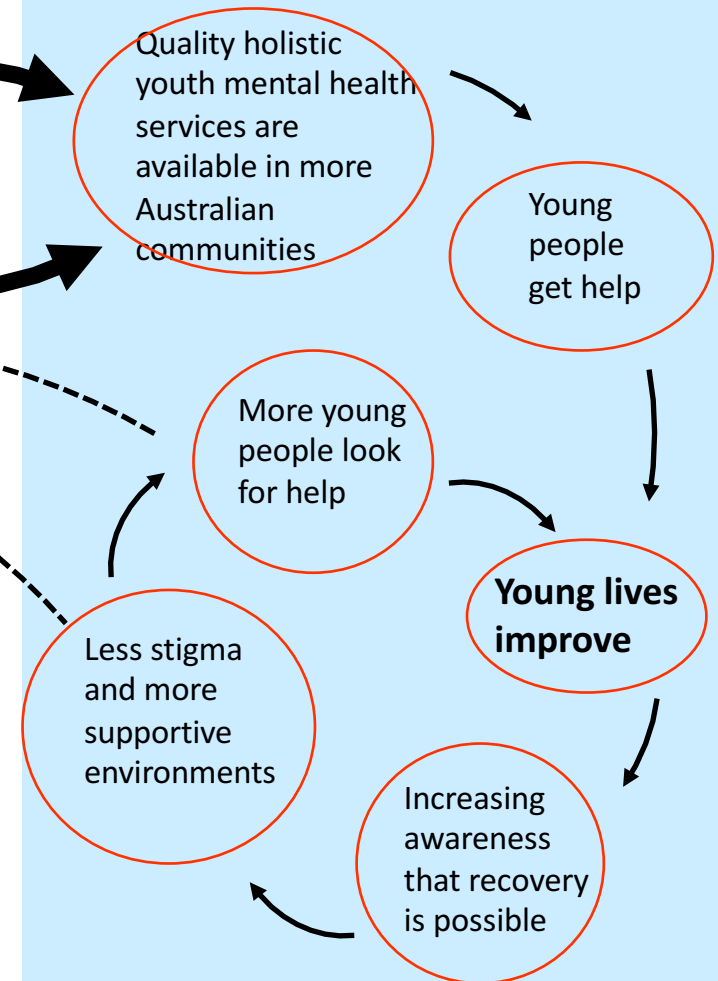 Quality holistic
youth mental health
services are
available in more
Australian
communities
Young
people
get help
More young
people look
for help
Young lives
improve
Less stigma
and more
supportive
environments
Increasing
awareness
that recovery
is possible